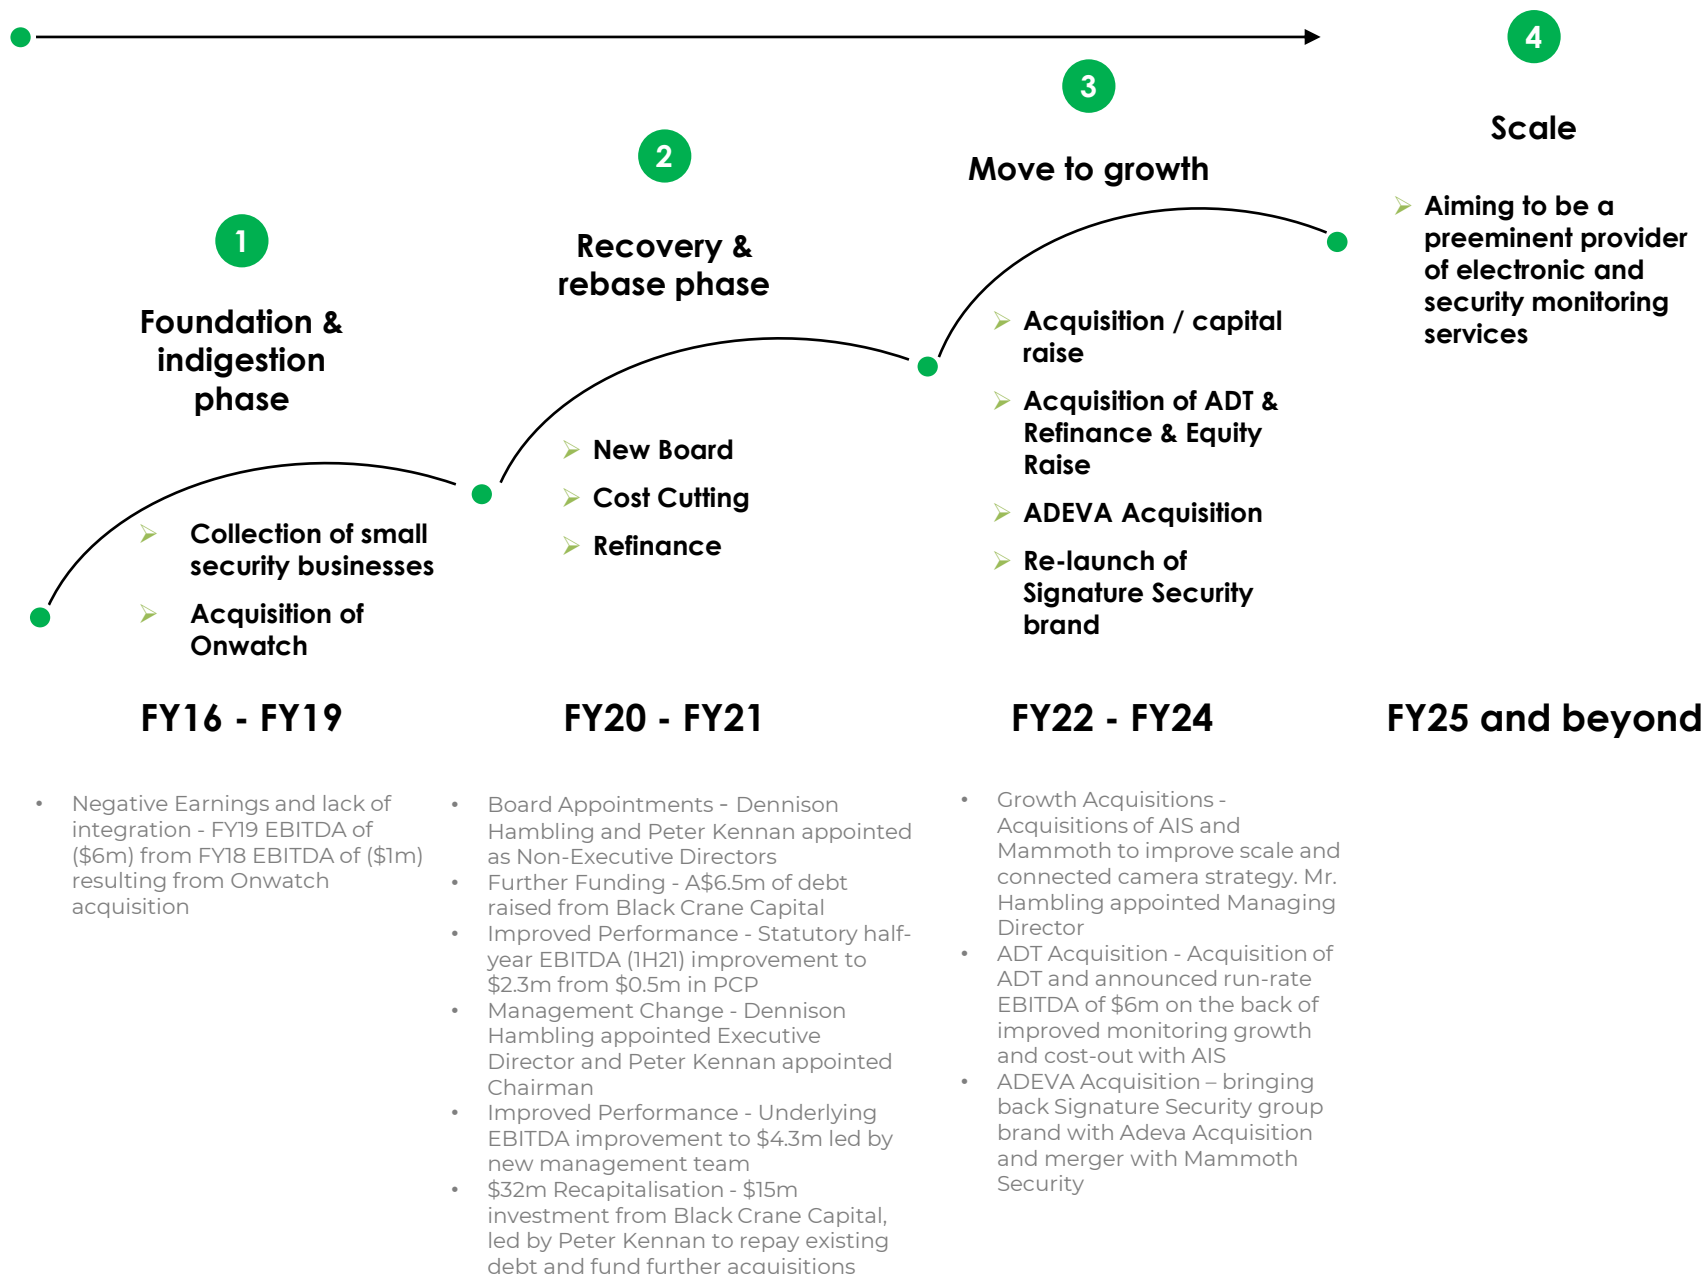 1
Foundation &
indigestion
phase
➢ Collection of small
security businesses
➢ Acquisition of
Onwatch
FY16 - FY19
• Negative Earnings and lack of
integration - FY19 EBITDA of
($6m) from FY18 EBITDA of ($1m)
resulting from Onwatch
acquisition
2
Recovery &
rebase phase
➢ New Board
➢ Cost Cutting
➢ Refinance
FY20 - FY21
• Board Appointments - Dennison
Hambling and Peter Kennan appointed
as Non-Executive Directors
• Further Funding - A$6.5m of debt
raised from Black Crane Capital
• Improved Performance - Statutory half-
year EBITDA (1H21) improvement to
$2.3m from $0.5m in PCP
• Management Change - Dennison
Hambling appointed Executive
Director and Peter Kennan appointed
Chairman
• Improved Performance - Underlying
EBITDA improvement to $4.3m led by
new management team
• $32m Recapitalisation - $15m
investment from Black Crane Capital,
led by Peter Kennan to repay existing
debt and fund further acquisitions
3
Move to growth
➢ Acquisition / capital
raise
➢ Acquisition of ADT &
Refinance & Equity
Raise
➢ ADEVA Acquisition
➢ Re-launch of
Signature Security
brand
FY22 - FY24
• Growth Acquisitions -
Acquisitions of AIS and
Mammoth to improve scale and
connected camera strategy. Mr.
Hambling appointed Managing
Director
• ADT Acquisition - Acquisition of
ADT and announced run-rate
EBITDA of $6m on the back of
improved monitoring growth
and cost-out with AIS
• ADEVA Acquisition – bringing
back Signature Security group
brand with Adeva Acquisition
and merger with Mammoth
Security
4
Scale
➢ Aiming to be a
preeminent provider
of electronic and
security monitoring
services
FY25 and beyond